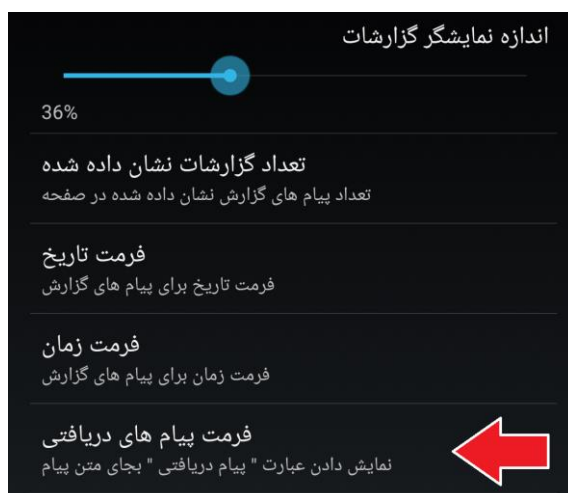 اندازه نمایشگر گزارشات
36%
تعداد گزارشات نشان داده شده
تعداد پیام های گزارش نشان داده شده در صفحه
فرمت تاریخ
فرمت تاریخ برای پیام های گزارش
فرمت زمان
فرمت زمان برای پیام های گزارش
فرمت پیام های دریافتی
نمایش دادن عبارت " پیام دریافتی " بجای متن پیام